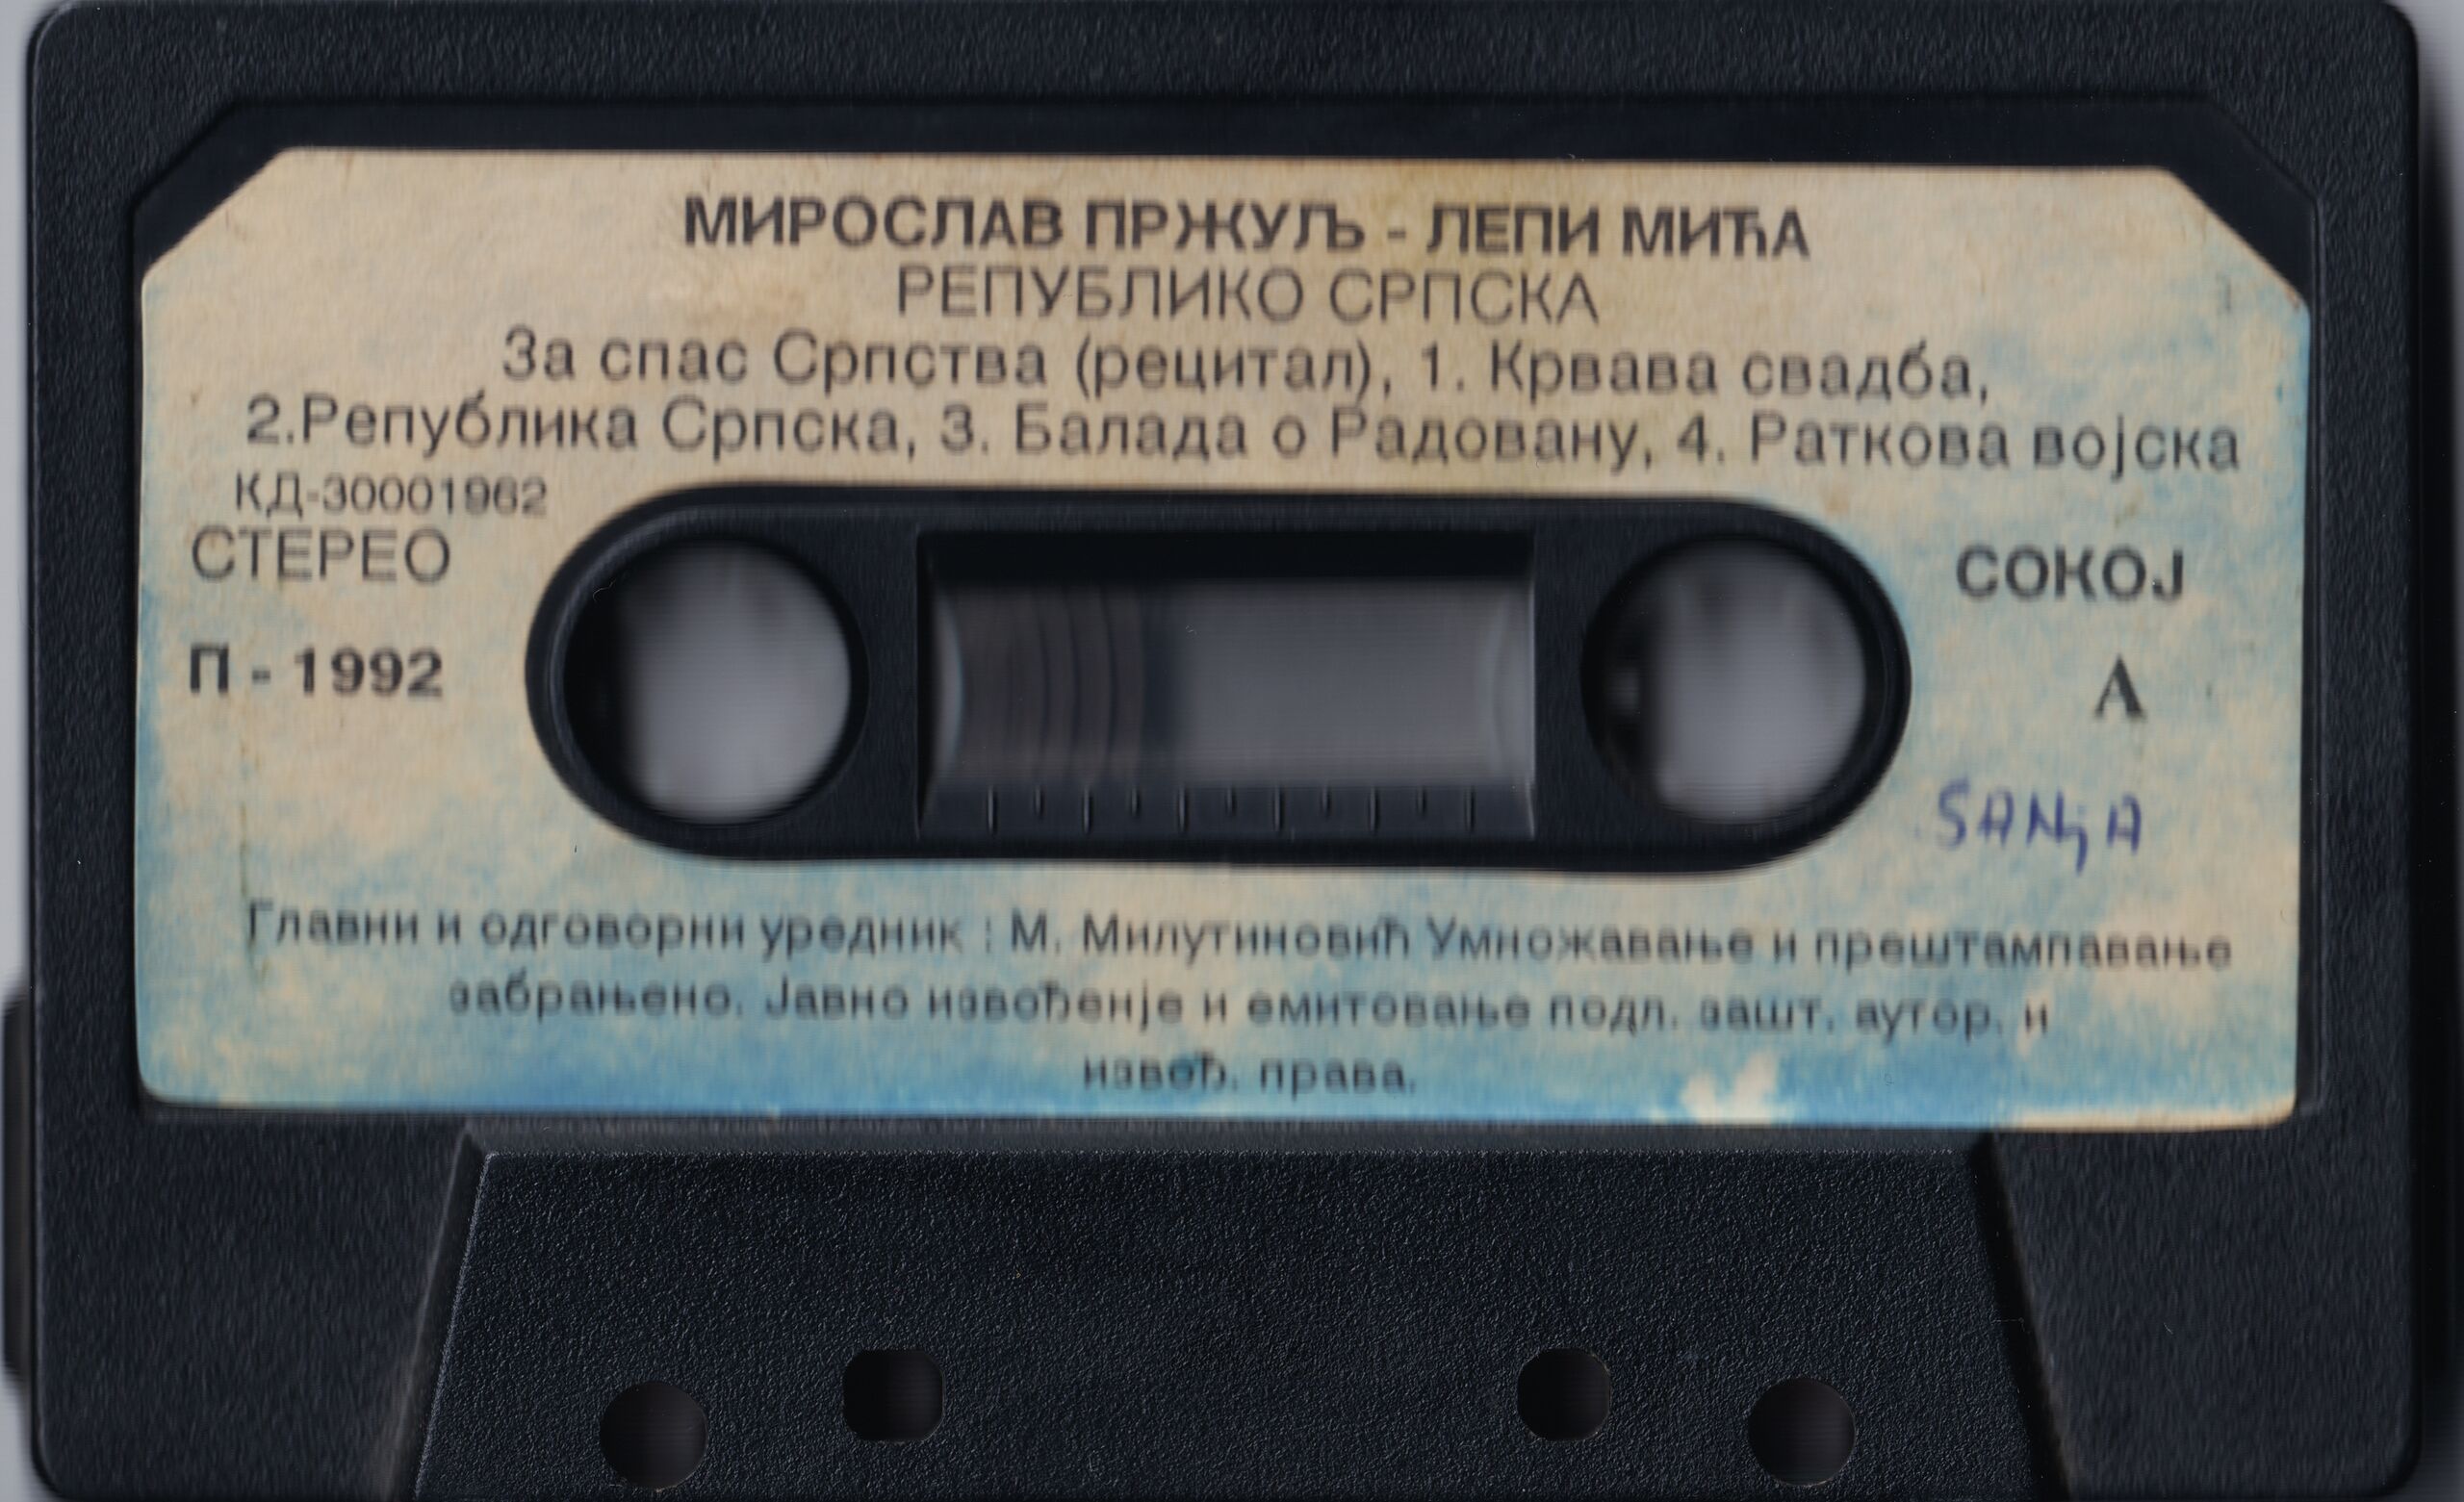 МИРОСЛАВ ПРЖУЉ - ЛЕПИ МИЋА
РЕПУБЛИКО СРПСКА
За спас Српства (рецитал), 1. Крвава свадба,
2.Република Српска, 3. Балада о Радовану, 4. Раткова војска
КД-30001962
СТЕРЕО
СОКОЈ
П - 1992
А
SANjA
Главни и одговорни уредник : М. Милутиновић Умножавање и прештампавање
забрањено. Јавно извођенје и емитовање подл. зашт. аутор. и
извођ. права.